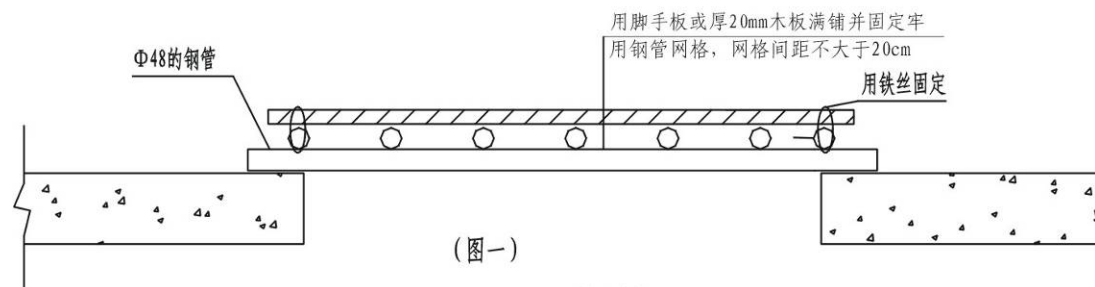 用脚手板或厚20mm木板满铺并固定牢
用钢管网格，网格间距不大于20cm
Φ48的钢管
用铁丝固定
(图一)